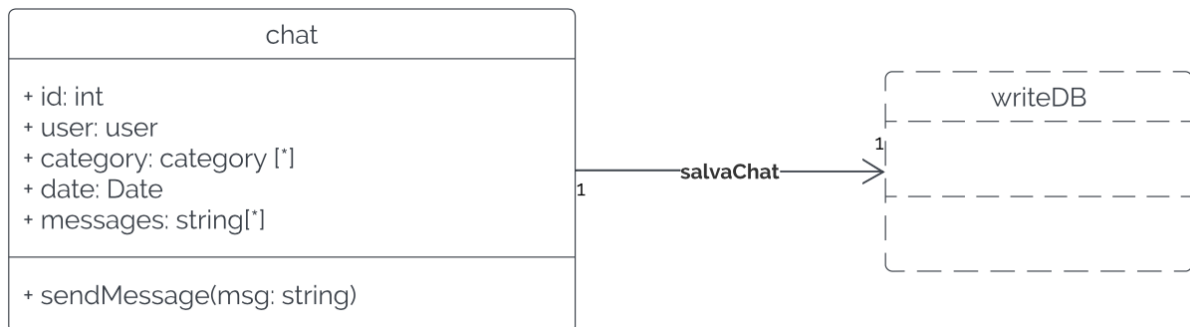 chat
+ id: int
+ user: user
+ category: category [*]
+ date: Date
+ messages: string[*]
+ sendMessage(msg: string)
1
salvaChat
1
writeDB